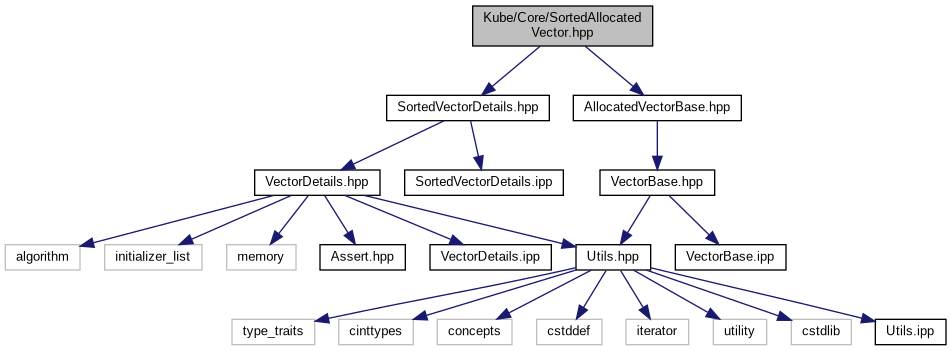 Kube/Core/SortedAllocated
Vector.hpp
SortedVectorDetails.hpp
AllocatedVectorBase.hpp
VectorDetails.hpp
SortedVectorDetails.ipp
VectorBase.hpp
algorithm
initializer_list
memory
Assert.hpp
VectorDetails.ipp
Utils.hpp
VectorBase.ipp
type_traits
cinttypes
concepts
cstddef
iterator
utility
cstdlib
Utils.ipp